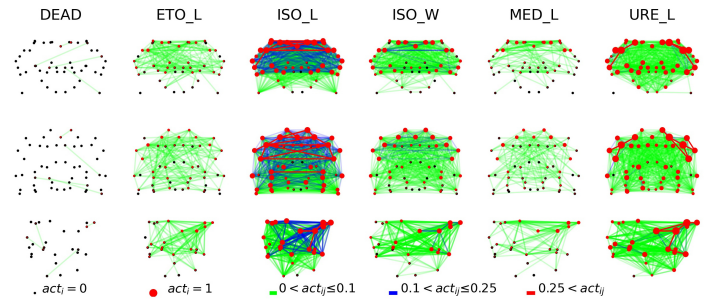 DEAD ETO_L ISO_L ISO_W MED_L URE_L
act_i = 0 act_i = 1 0 < act_ij ≤ 0.1 0.1 < act_ij ≤ 0.25 0.25 < act_ij